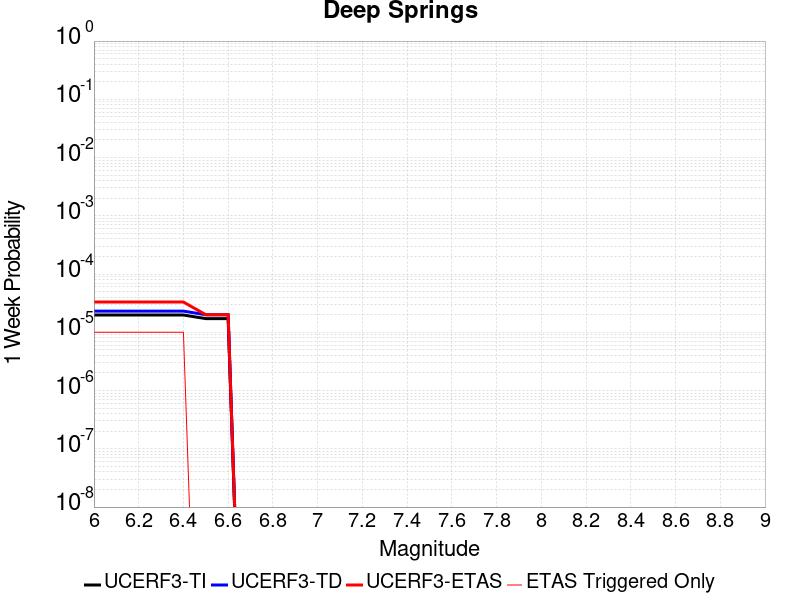 Deep Springs
10^0
10^-1
10^-2
10^-3
10^-4
10^-5
10^-6
10^-7
10^-8
1 Week Probability
6 6.2 6.4 6.6 6.8 7 7.2 7.4 7.6 7.8 8 8.2 8.4 8.6 8.8 9
Magnitude
UCERF3-TI UCERF3-TD UCERF3-ETAS ETAS Triggered Only